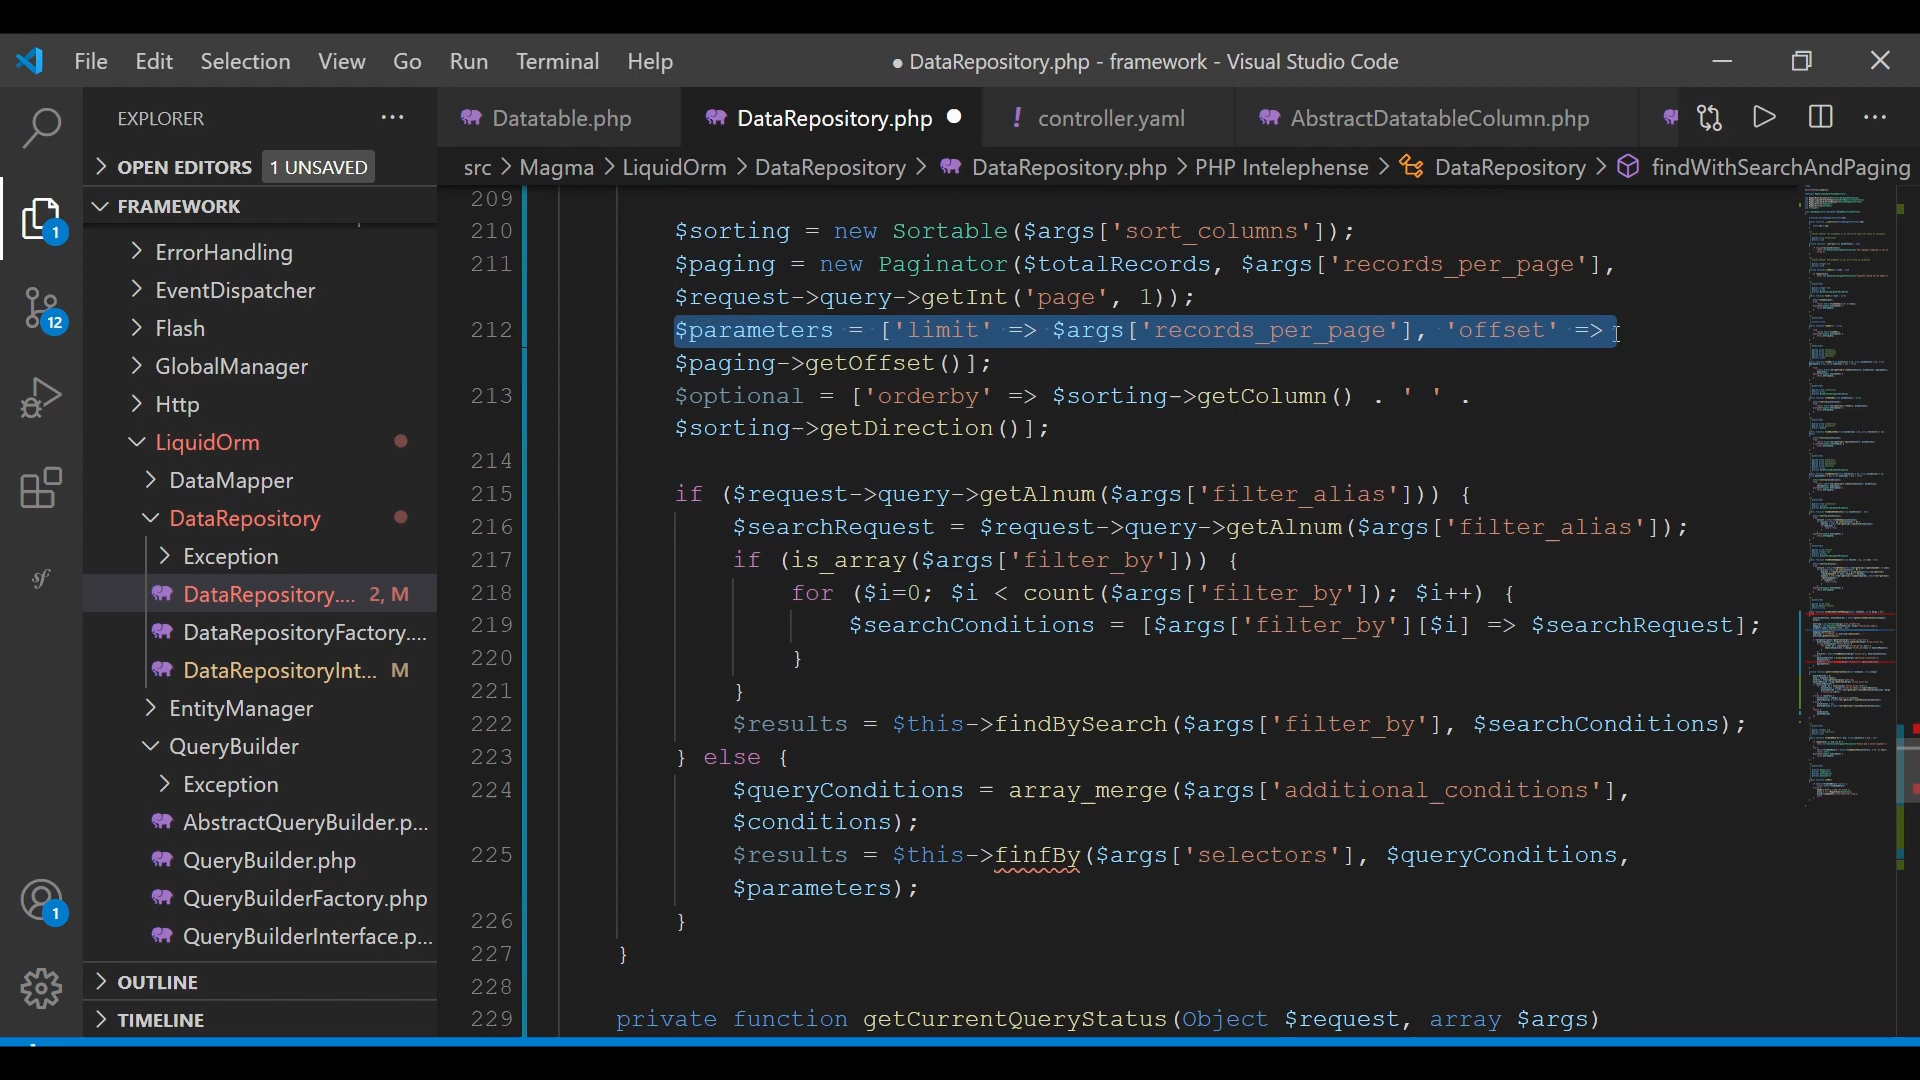 File Edit Selection View Go Run Terminal Help
● DataRepository.php - framework - Visual Studio Code
EXPLORER
OPEN EDITORS 1 UNSAVED
FRAMEWORK
ErrorHandling
EventDispatcher
Flash
GlobalManager
Http
LiquidOrm
DataMapper
DataRepository
Exception
DataRepository.... 2, M
DataRepositoryFactory....
DataRepositoryInt... M
EntityManager
QueryBuilder
Exception
AbstractQueryBuilder.p...
QueryBuilder.php
QueryBuilderFactory.php
QueryBuilderInterface.p...
OUTLINE
TIMELINE
1
12
1
Datatable.php DataRepository.php controller.yaml AbstractDatatableColumn.php
src > Magma > LiquidOrm > DataRepository > DataRepository.php > PHP Intelephense > DataRepository > findWithSearchAndPaging
209
210 $sorting = new Sortable($args['sort_columns']);
211 $paging = new Paginator($totalRecords, $args['records_per_page'],
$request->query->getInt('page', 1));
212 $parameters = ['limit' => $args['records_per_page'], 'offset' =>
$paging->getOffset()];
213 $optional = ['orderby' => $sorting->getColumn() . ' ' .
$sorting->getDirection()];
214
215 if ($request->query->getAlnum($args['filter_alias'])) {
216 $searchRequest = $request->query->getAlnum($args['filter_alias']);
217 if (is_array($args['filter_by'])) {
218 for ($i=0; $i < count($args['filter_by']); $i++) {
219 $searchConditions = [$args['filter_by'][$i] => $searchRequest];
220 }
221 }
222 $results = $this->findBySearch($args['filter_by'], $searchConditions);
223 } else {
224 $queryConditions = array_merge($args['additional_conditions'],
$conditions);
225 $results = $this->finfBy($args['selectors'], $queryConditions,
$parameters);
226 }
227 }
228
229 private function getCurrentQueryStatus(Object $request, array $args)